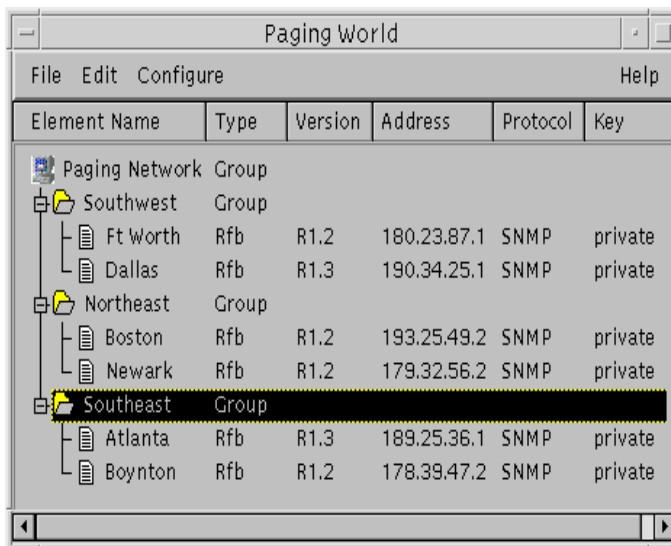 Paging World
File Edit Configure Help
Element Name Type Version Address Protocol Key
Paging Network Group
Southwest Group
Ft Worth Rfb R1.2 180.23.87.1 SNMP private
Dallas Rfb R1.3 190.34.25.1 SNMP private
Northeast Group
Boston Rfb R1.2 193.25.49.2 SNMP private
Newark Rfb R1.2 179.32.56.2 SNMP private
Southeast Group
Atlanta Rfb R1.3 189.25.36.1 SNMP private
Boynton Rfb R1.2 178.39.47.2 SNMP private